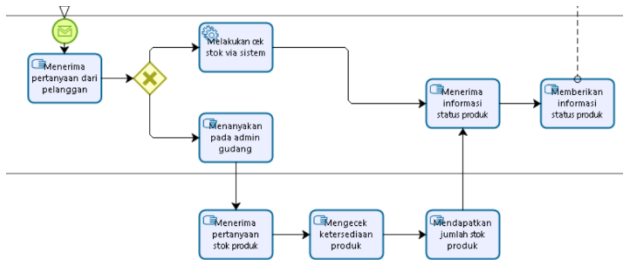 Menerima
pertanyaan dari
pelanggan
Melakukan cek
stok via sistem
Menanyakan
pada admin
gudang
Menerima
informasi
status produk
Memberikan
informasi
status produk
Menerima
pertanyaan
stok produk
Mengecek
ketersediaan
produk
Mendapatkan
jumlah stok
produk